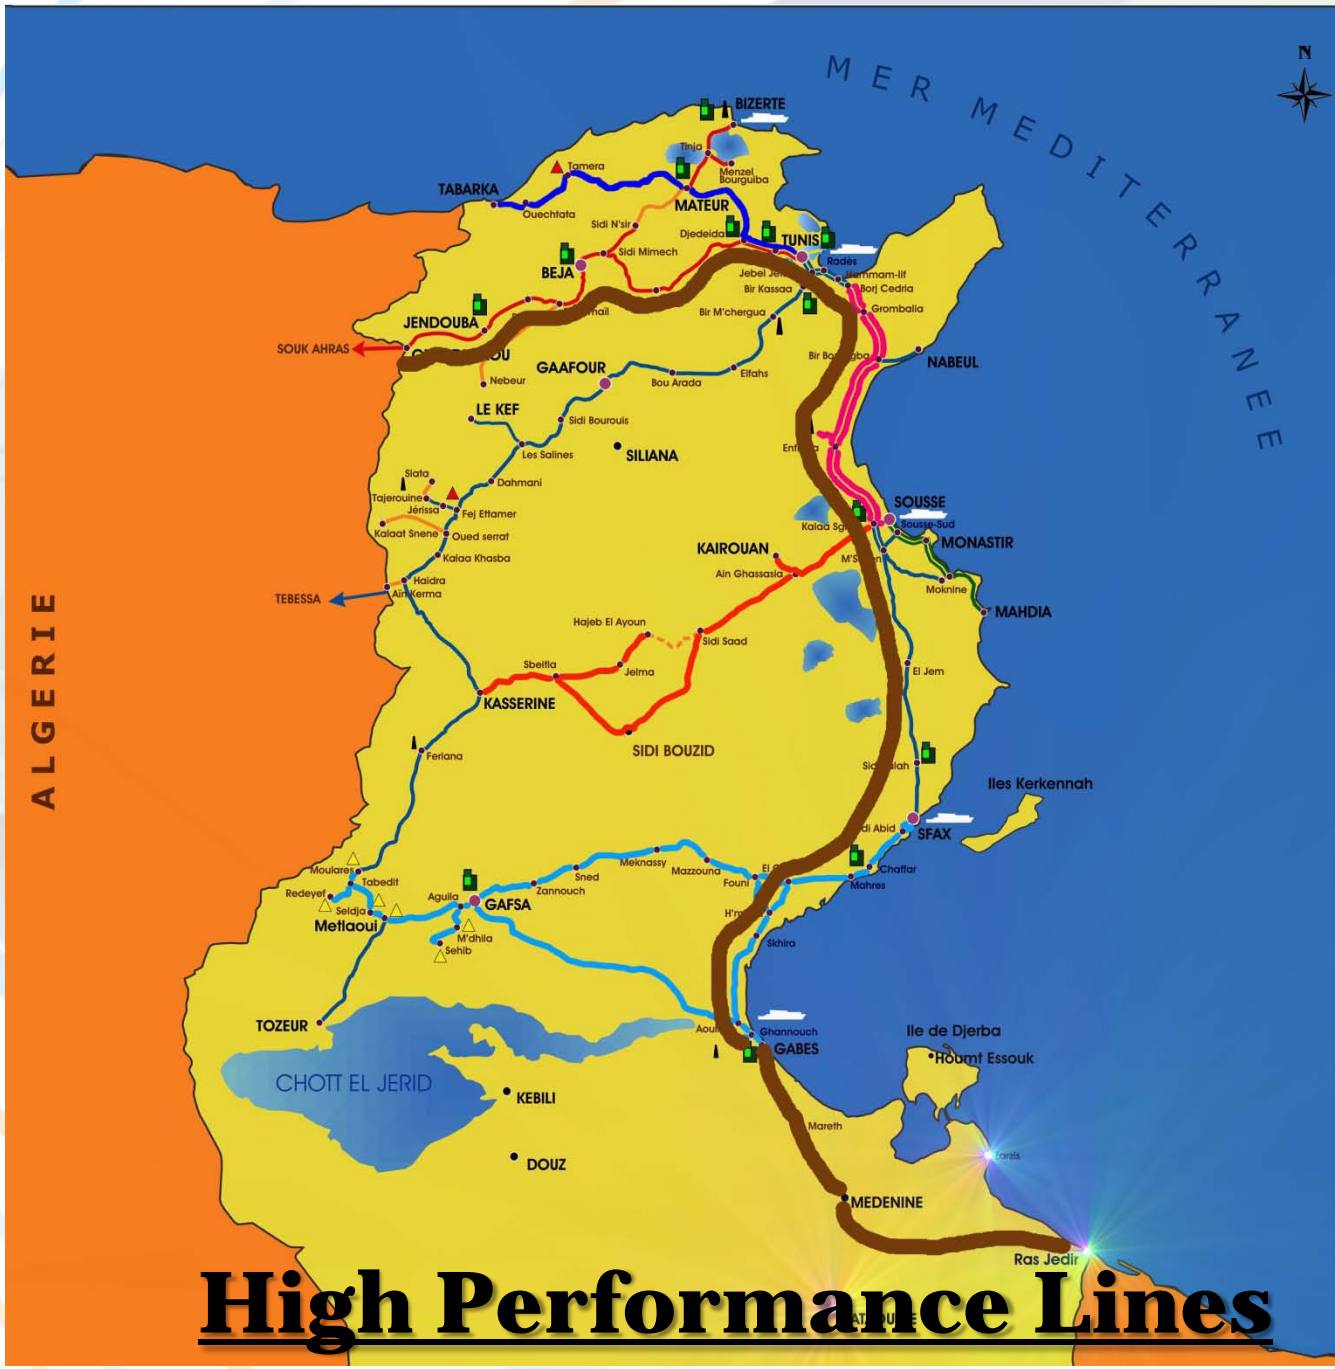 N
MER MEDITERRANE
BIZERTE
Tinja
Menzel
Bourguiba
Tamera
TABARKA
Ouechtata
MATEUR
Sidi N'sir
Djedeida
TUNIS
Sidi Mimech
BEJA
Radès
Hammam-lif
Borj Cedria
Bir Kassaa
Grombalia
Bir M'chergua
JENDOUBA
SOUK AHRAS
NABEUL
GAAFOUR
Bou Arada
Elfahs
Nebeur
LE KEF
Sidi Bourouis
SILIANA
Les Salines
Dahmani
Slata
Tajerouine
Jérissa
Fej Ettamer
Kalaat Snene
Oued serrat
Kalaa Khasba
Haidra
Aïn Kerma
TEBESSA
ALGERIE
SOUSSE
Sousse-Sud
MONASTIR
KAIROUAN
Ain Ghassasia
Moknine
MAHDIA
Hajeb El Ayoun
Sidi Saad
Sbeitla
Jelma
El Jem
KASSERINE
SIDI BOUZID
Feriana
Iles Kerkennah
SFAX
Meknassy
Mazzouna
Founi
Chaffar
Mahres
Moulares
Tabedit
Redeyef
Sned
Zannouch
Aguila
GAFSA
Seldja
Metlaoui
M'dhila
Sehib
Skhira
TOZEUR
Ghannouch
GABES
Ile de Djerba
Houmt Essouk
CHOTT EL JERID
KEBILI
Mareth
Zarzis
DOUZ
MEDENINE
Ras Jedir
High Performance Lines